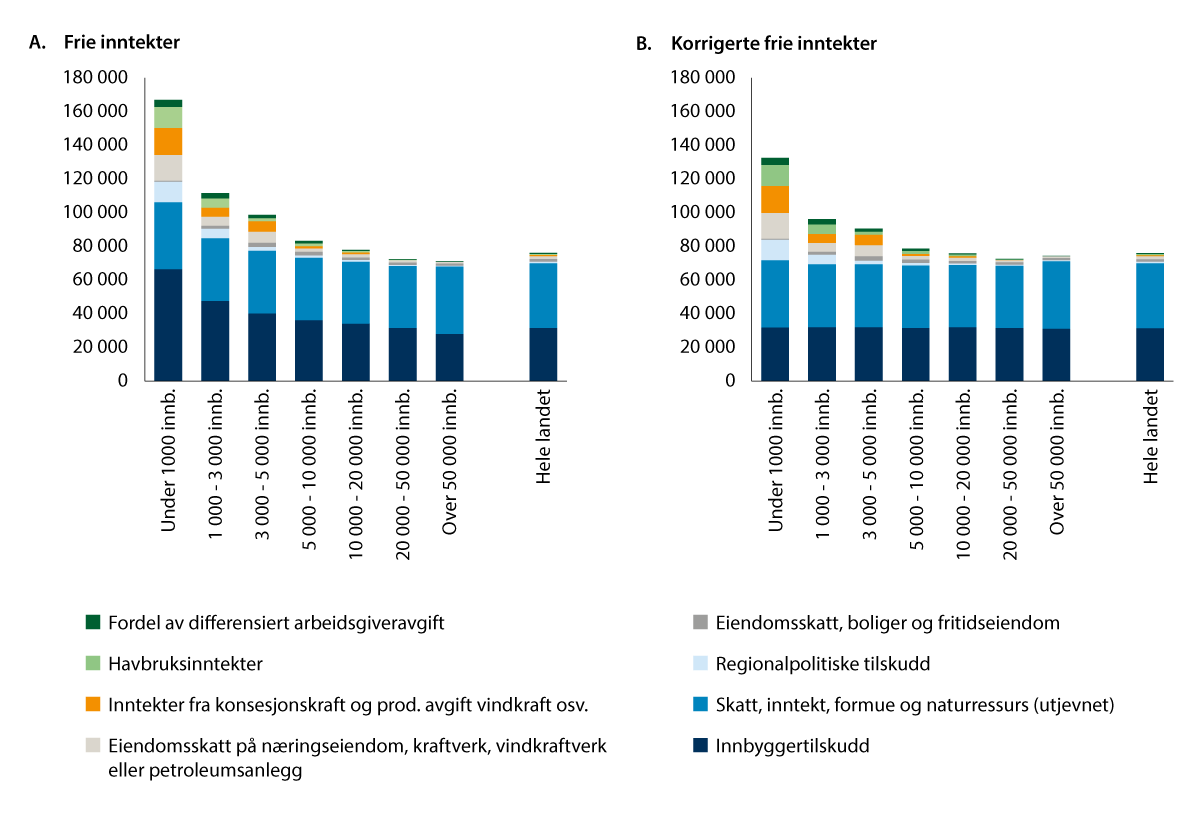 A. Frie inntekter
180 000
160 000
140 000
120 000
100 000
80 000
60 000
40 000
20 000
0
Under 1000 innb.
1 000 - 3 000 innb.
3 000 - 5 000 innb.
5 000 - 10 000 innb.
10 000 - 20 000 innb.
20 000 - 50 000 innb.
Over 50 000 innb.
Hele landet
B. Korrigerte frie inntekter
180 000
160 000
140 000
120 000
100 000
80 000
60 000
40 000
20 000
0
Under 1000 innb.
1 000 - 3 000 innb.
3 000 - 5 000 innb.
5 000 - 10 000 innb.
10 000 - 20 000 innb.
20 000 - 50 000 innb.
Over 50 000 innb.
Hele landet
Fordel av differensiert arbeidsgiveravgift
Havbruksinntekter
Inntekter fra konsesjonskraft og prod. avgift vindkraft osv.
Eiendomsskatt på næringseiendom, kraftverk, vindkraftverk
eller petroleumsanlegg
Eiendomsskatt, boliger og fritidseiendom
Regionalpolitiske tilskudd
Skatt, inntekt, formue og naturressurs (utjevnet)
Innbyggertilskudd